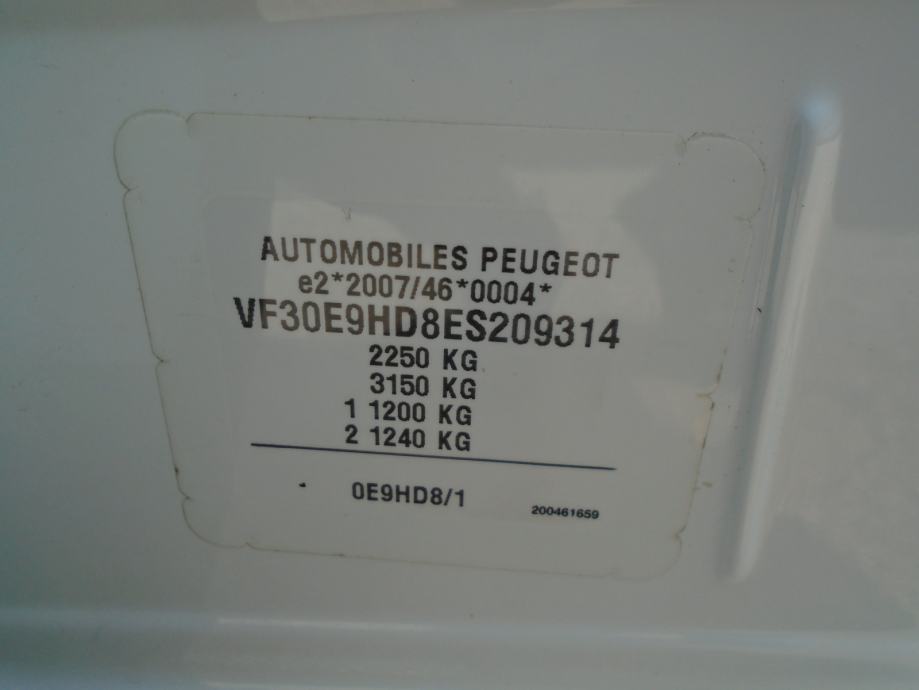 AUTOMOBILES PEUGEOT
e2*2007/46*0004*
VF30E9HD8ES209314
2250 KG
3150 KG
1 1200 KG
2 1240 KG
0E9HD8/1
200461659